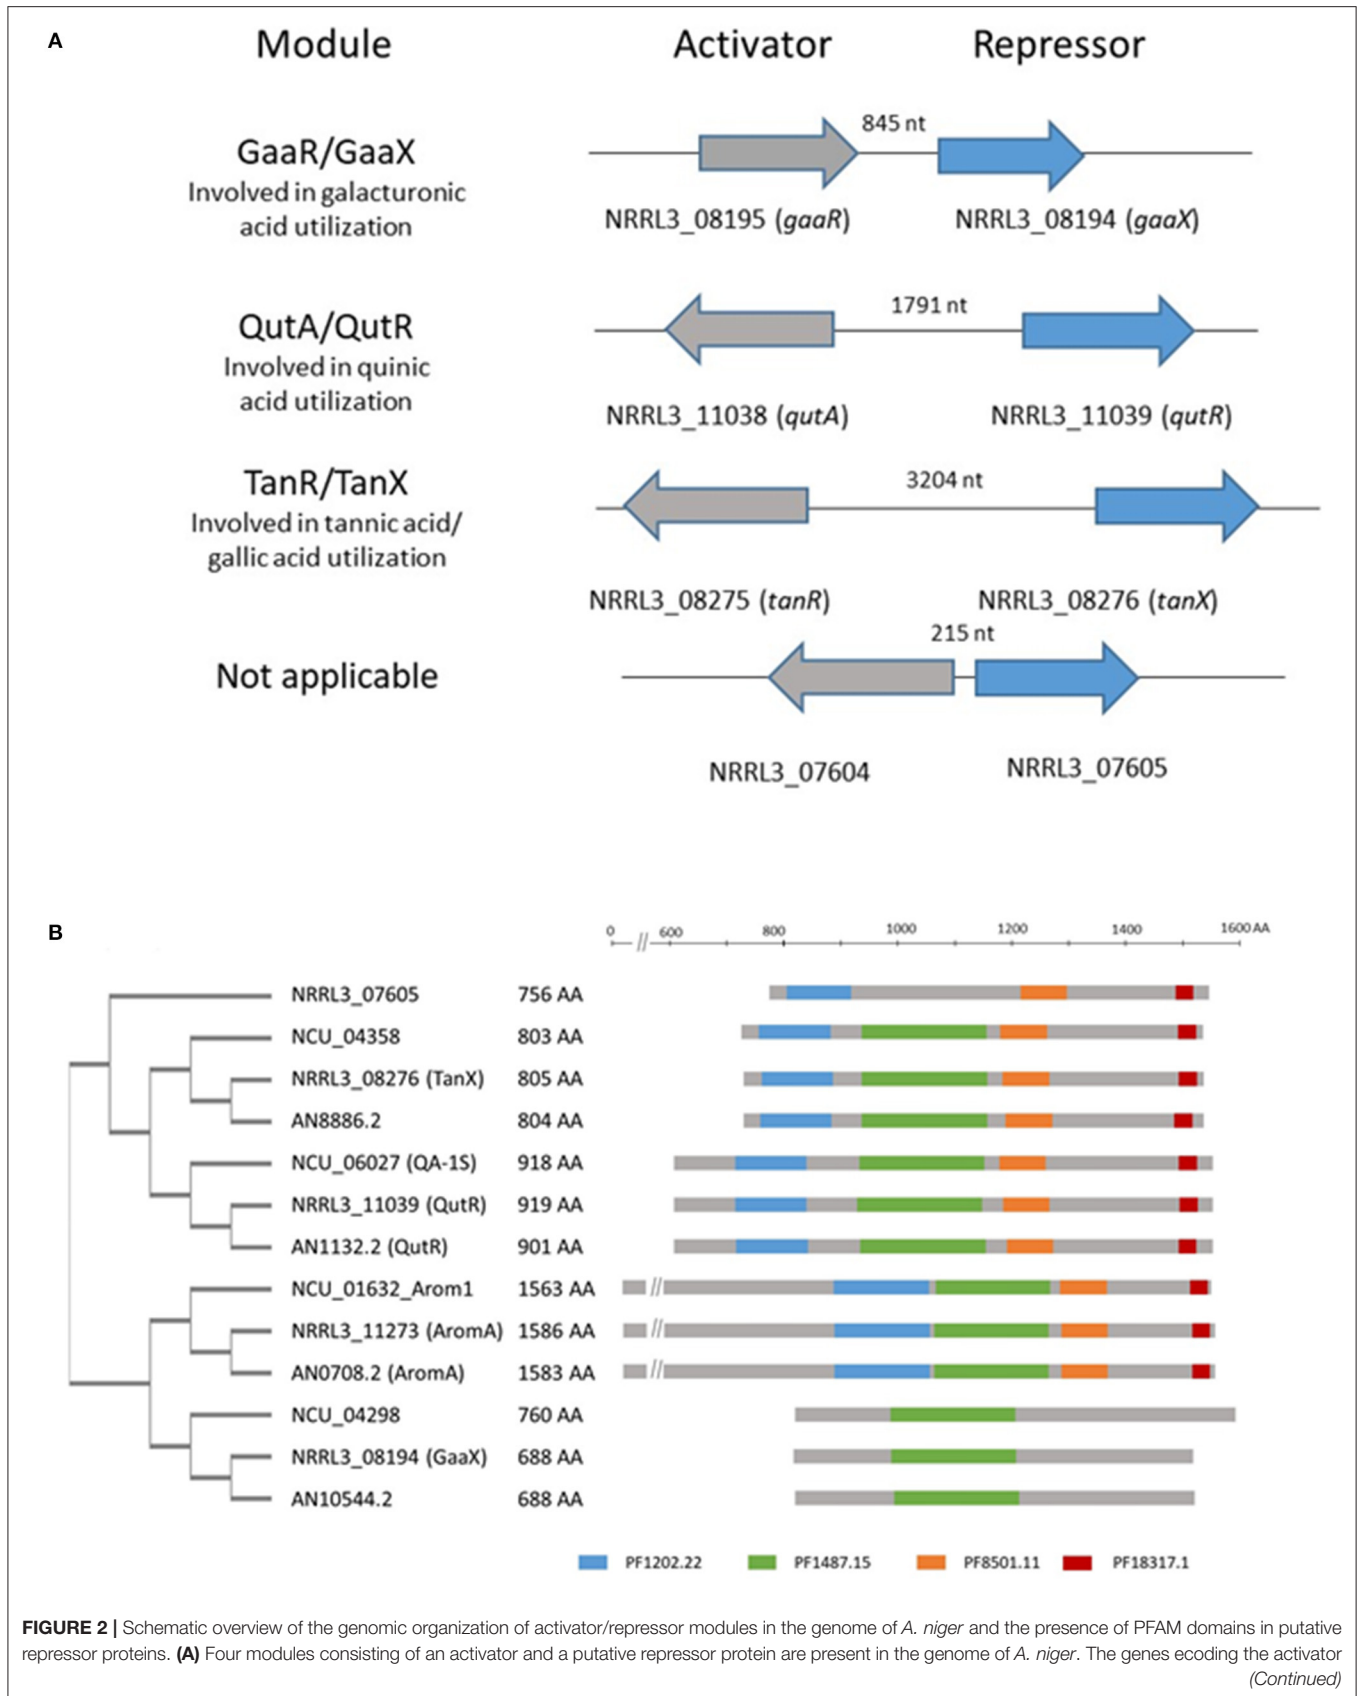 A
Module Activator Repressor
845 nt
GaaR/GaaX
Involved in galacturonic
acid utilization
NRRL3_08195 (gaaR) NRRL3_08194 (gaaX)
1791 nt
QutA/QutR
Involved in quinic
acid utilization
NRRL3_11038 (qutA) NRRL3_11039 (qutR)
3204 nt
TanR/TanX
Involved in tannic acid/
gallic acid utilization
NRRL3_08275 (tanR) NRRL3_08276 (tanX)
215 nt
Not applicable
NRRL3_07604 NRRL3_07605
B
0 // 600 800 1000 1200 1400 1600 AA
NRRL3_07605 756 AA
NCU_04358 803 AA
NRRL3_08276 (TanX) 805 AA
AN8886.2 804 AA
NCU_06027 (QA-1S) 918 AA
NRRL3_11039 (QutR) 919 AA
AN1132.2 (QutR) 901 AA
NCU_01632_Arom1 1563 AA //
NRRL3_11273 (AromA) 1586 AA //
AN0708.2 (AromA) 1583 AA //
NCU_04298 760 AA
NRRL3_08194 (GaaX) 688 AA
AN10544.2 688 AA
PF1202.22 PF1487.15 PF8501.11 PF18317.1
FIGURE 2 | Schematic overview of the genomic organization of activator/repressor modules in the genome of A. niger and the presence of PFAM domains in putative
repressor proteins. (A) Four modules consisting of an activator and a putative repressor protein are present in the genome of A. niger. The genes ecoding the activator
(Continued)